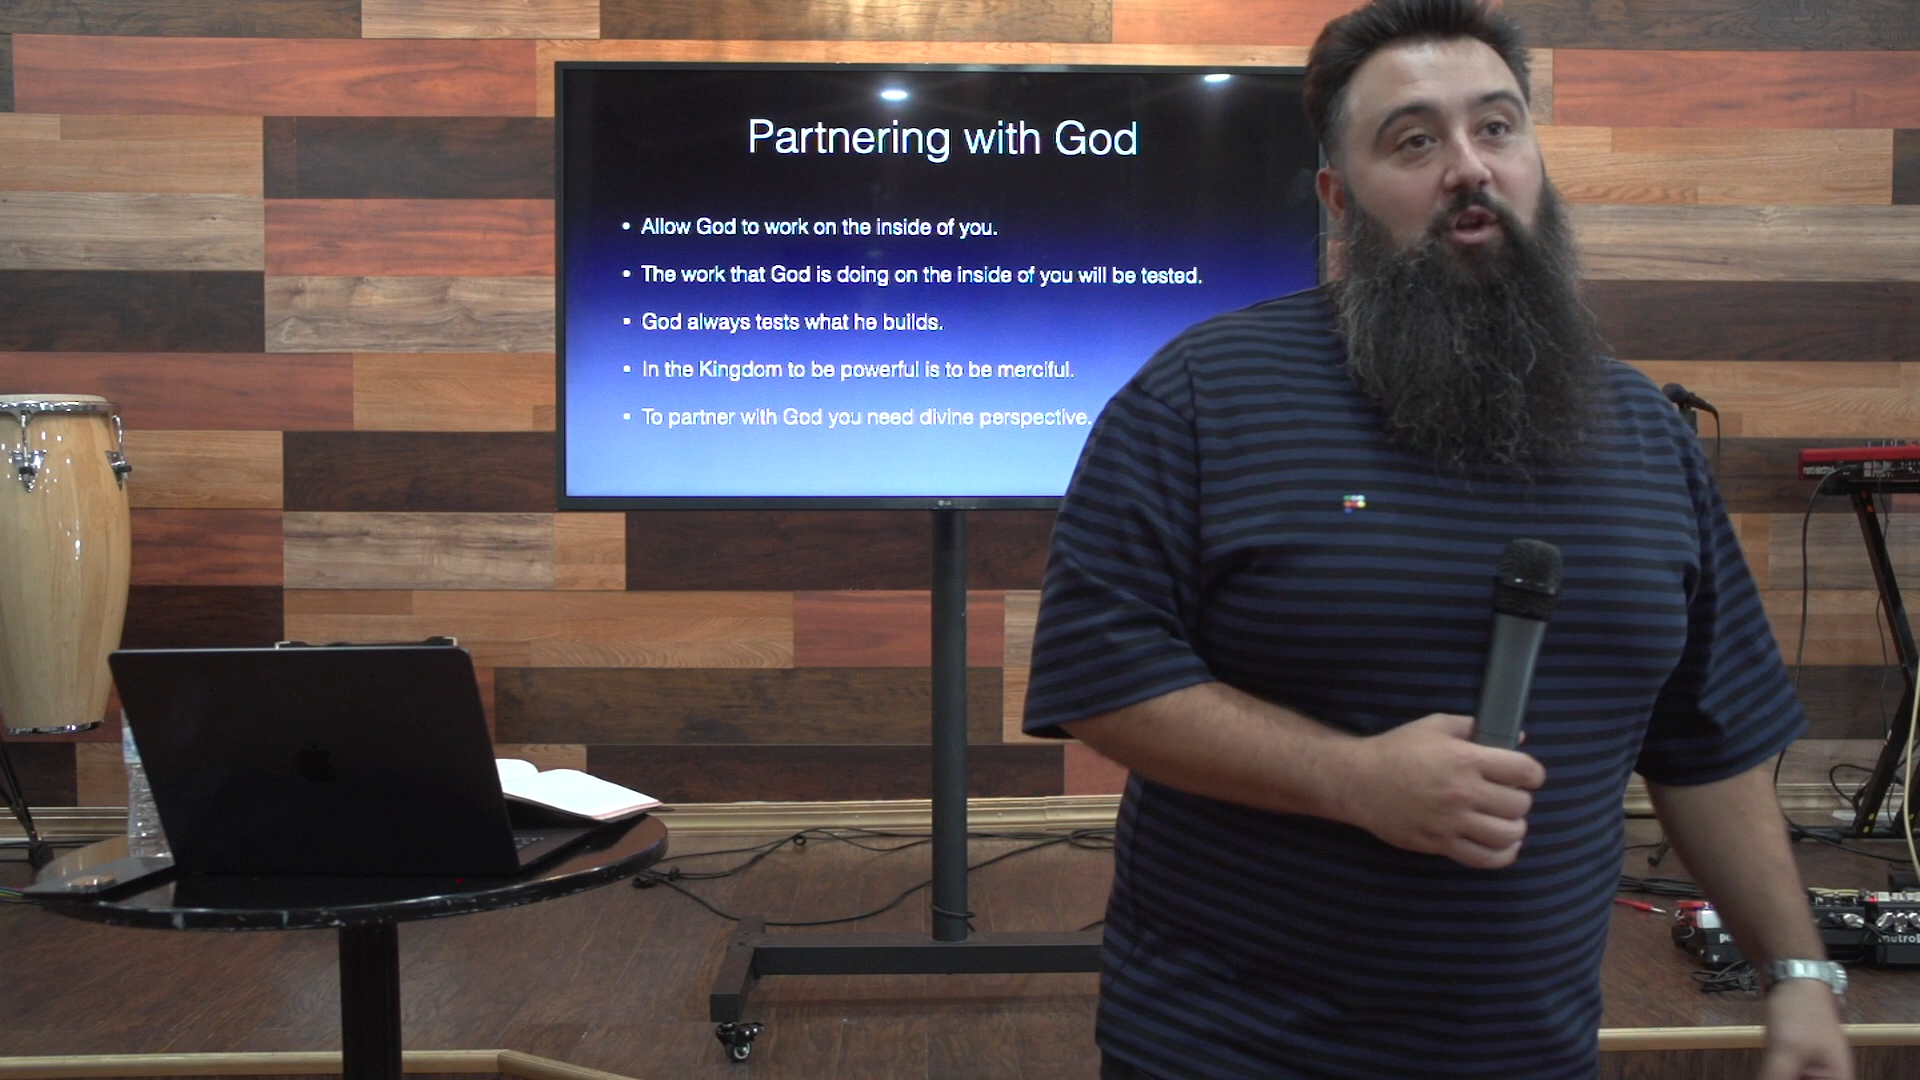 Partnering with God
• Allow God to work on the inside of you.
• The work that God is doing on the inside of you will be tested.
• God always tests what he builds.
• In the Kingdom to be powerful is to be merciful.
• To partner with God you need divine perspective.
LG